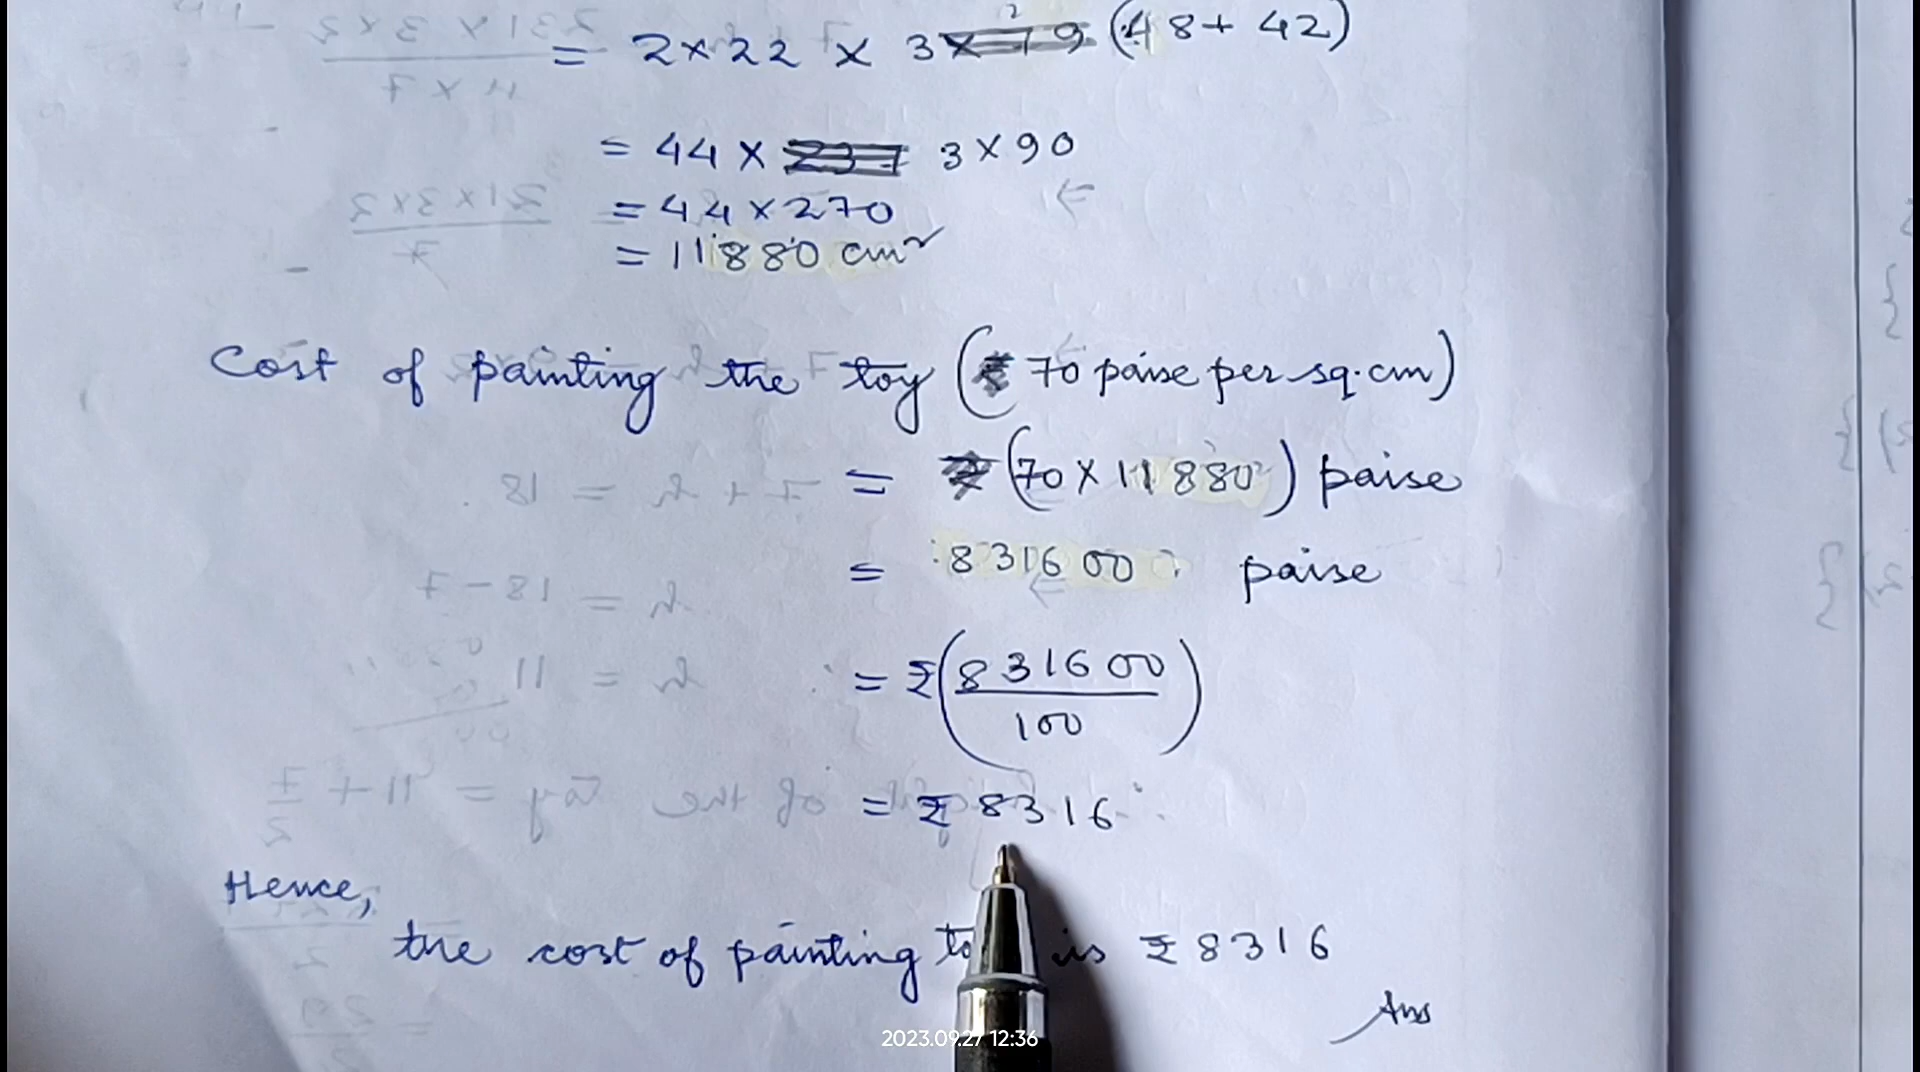 = 2×22 × 3 (48+ 42)
= 44 × 3×90
= 44×270
= 11880 cm²
Cost of painting the toy (70 paise per sq.cm)
= (70×11880) paise
= 831600 paise
= ₹(831600/100)
= ₹ 8316
Hence,
the cost of painting is ₹8316
Ans
2023.09.27 12:36